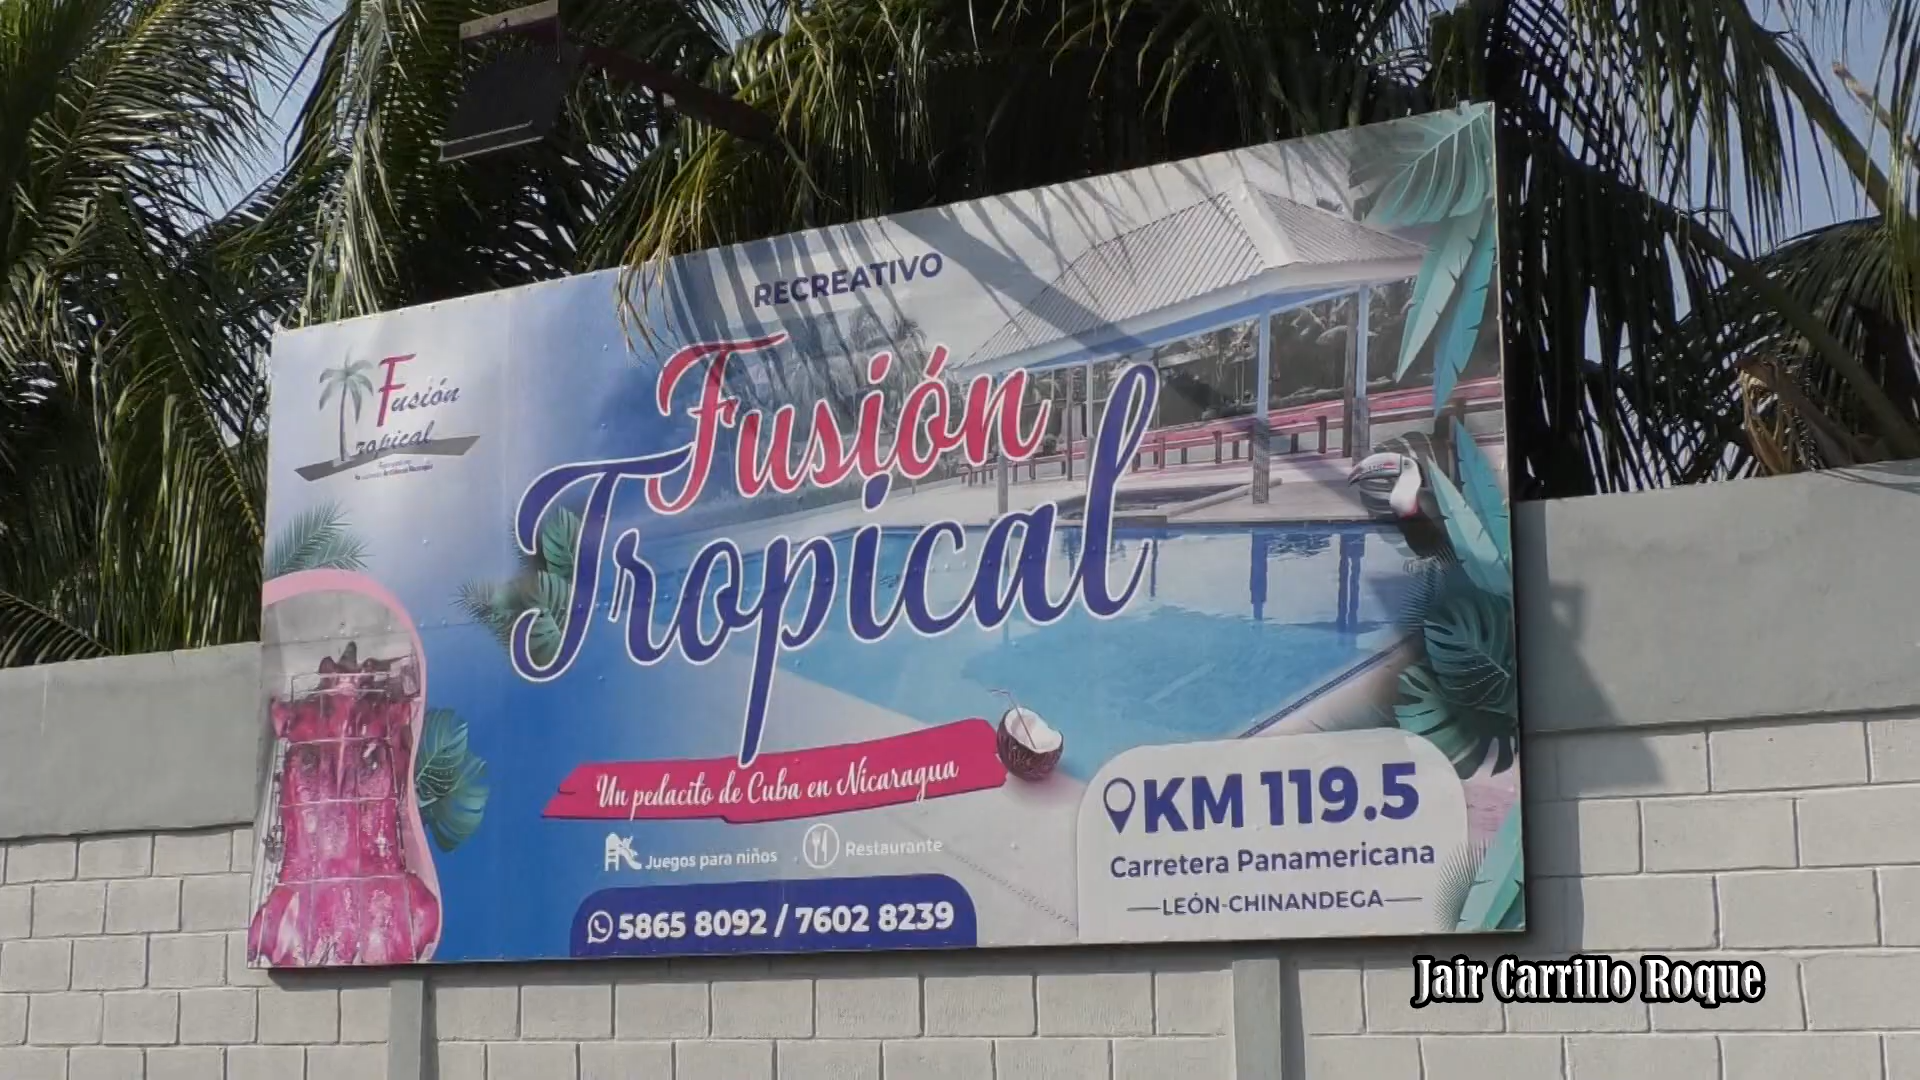 RECREATIVO
Fusión
Tropical
Fusión
ropical
Un pedacito de Cuba en Nicaragua
Juegos para niños
Restaurante
5865 8092 / 7602 8239
KM 119.5
Carretera Panamericana
LEÓN-CHINANDEGA
Jair Carrillo Roque